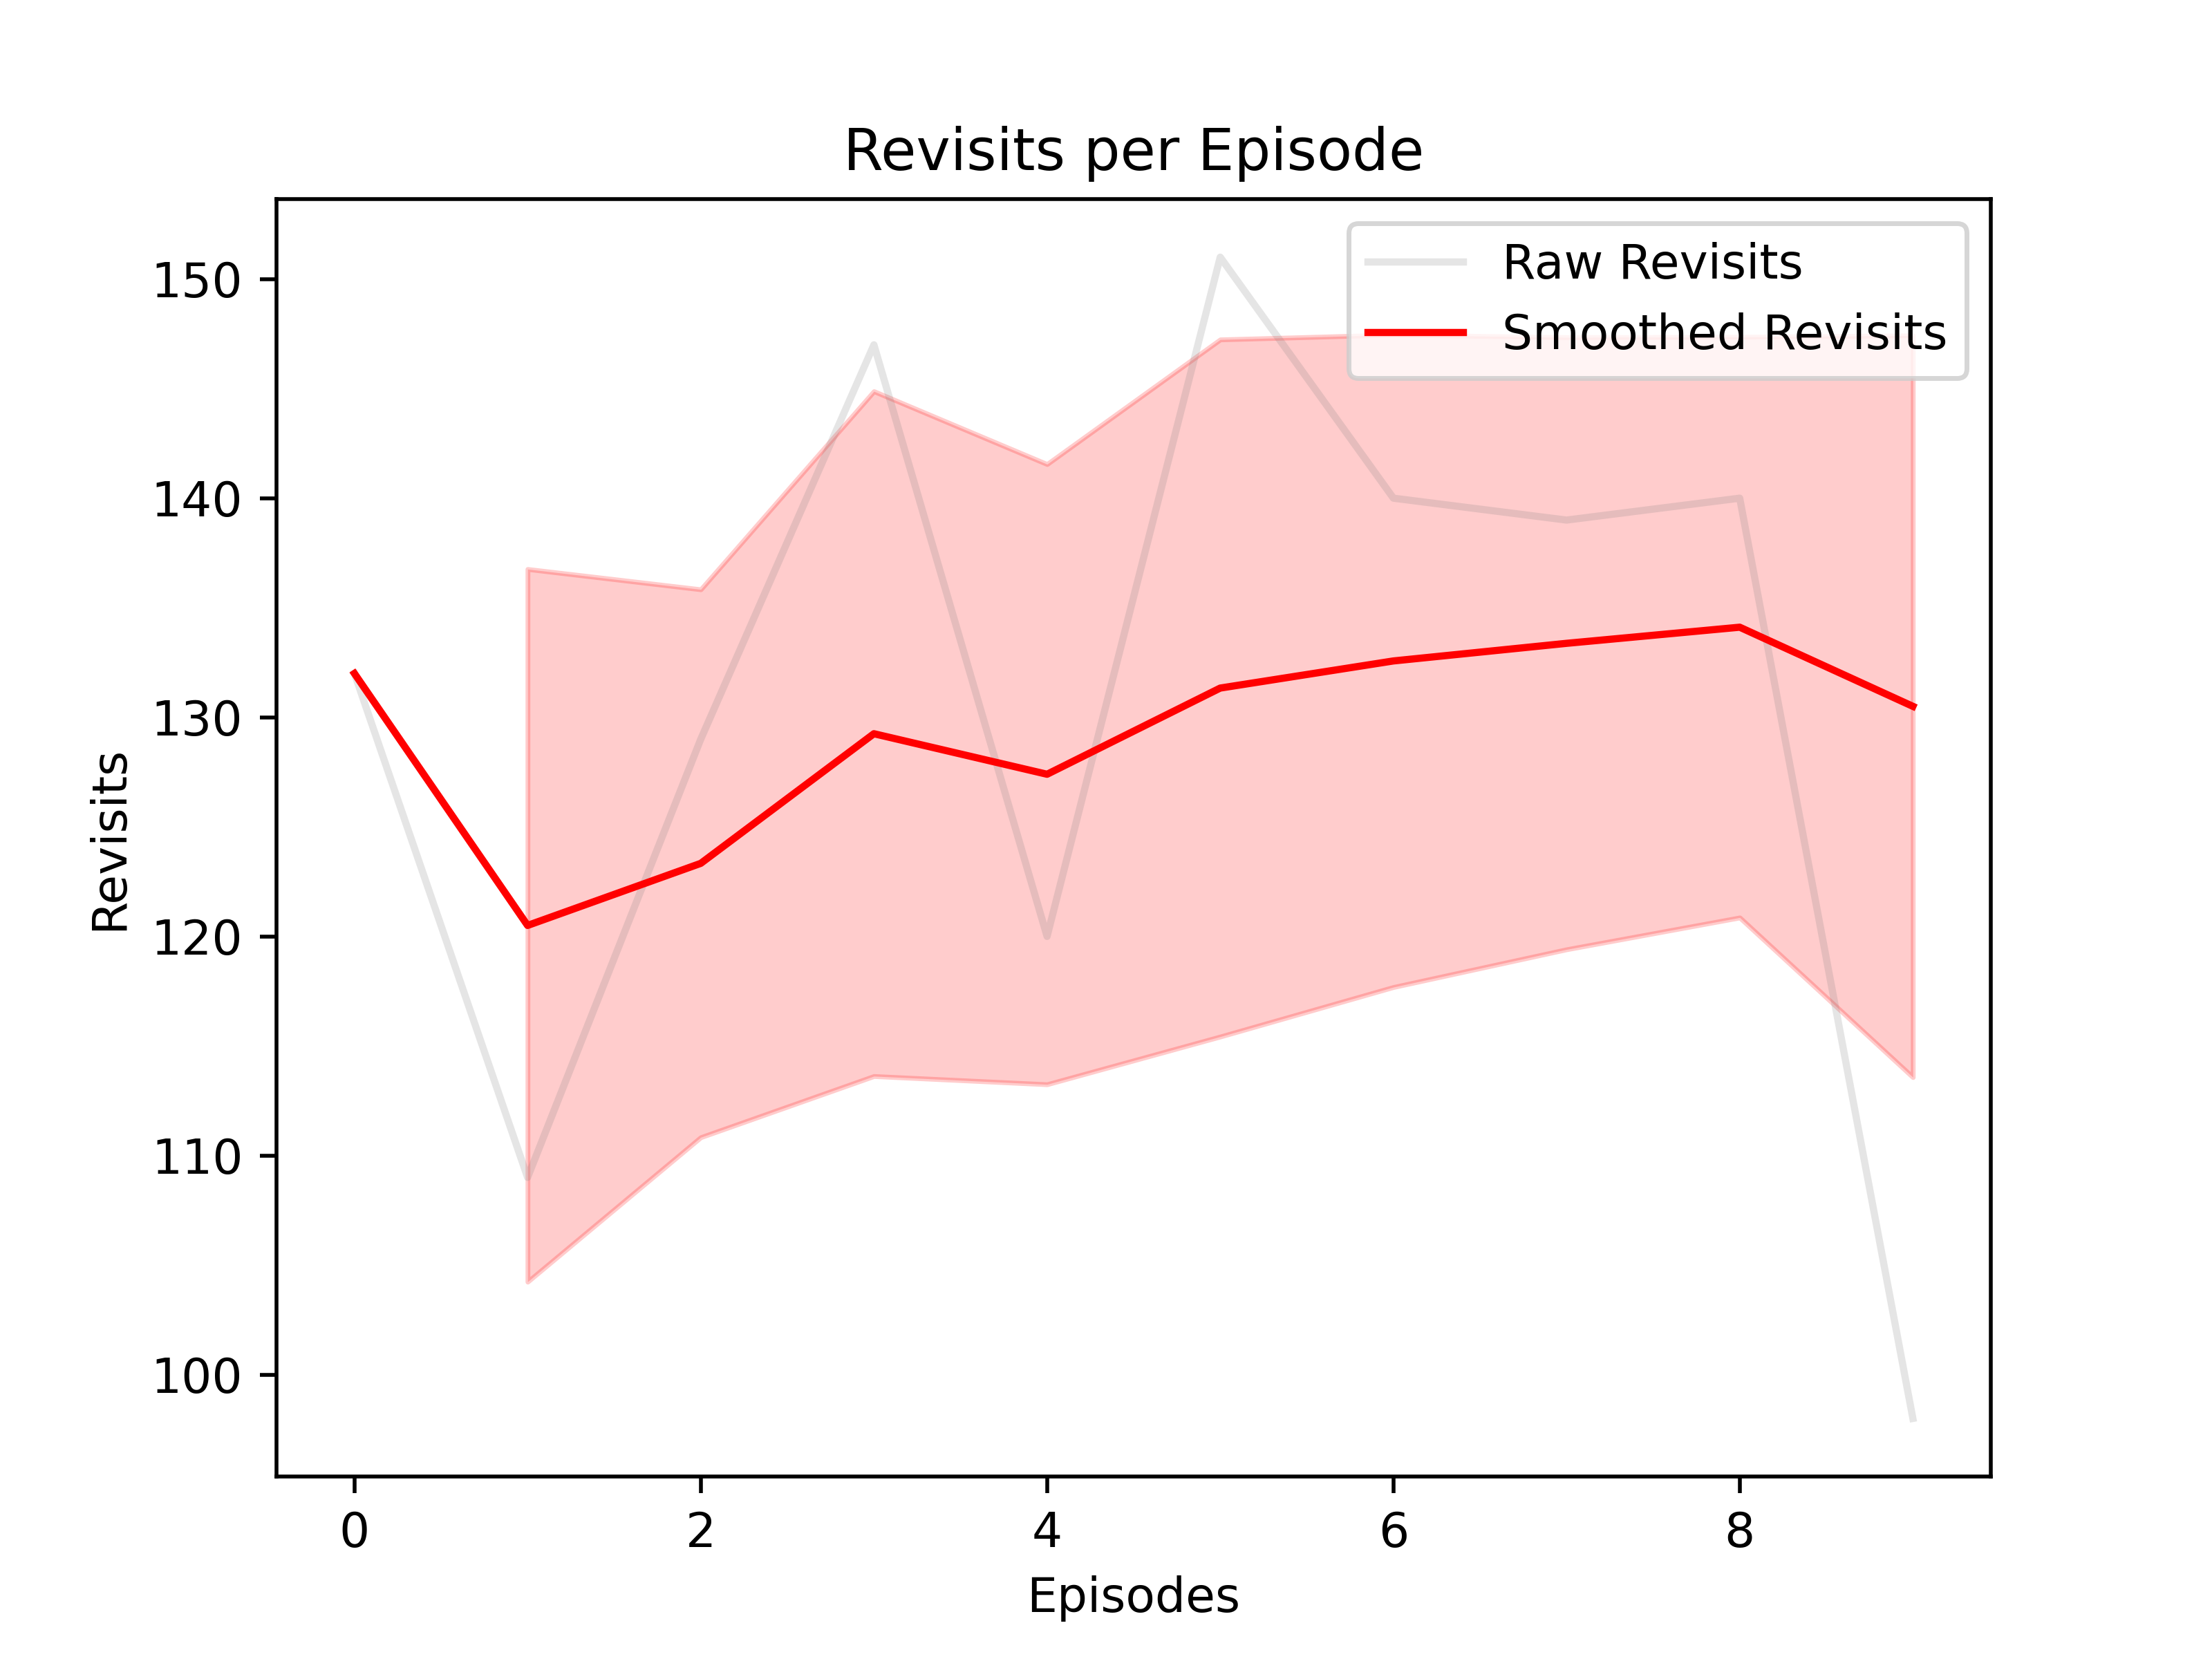 Revisits per Episode
Raw Revisits
Smoothed Revisits
150
140
130
120
110
100
Revisits
0 2 4 6 8
Episodes